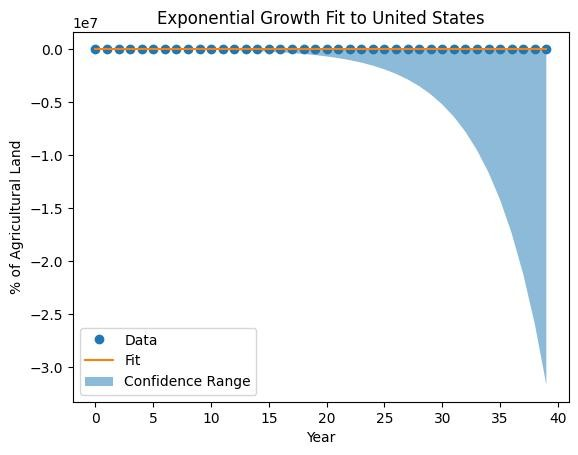 Exponential Growth Fit to United States
1e7
0.0
−0.5
−1.0
−1.5
−2.0
−2.5
−3.0
% of Agricultural Land
Data
Fit
Confidence Range
0 5 10 15 20 25 30 35 40
Year